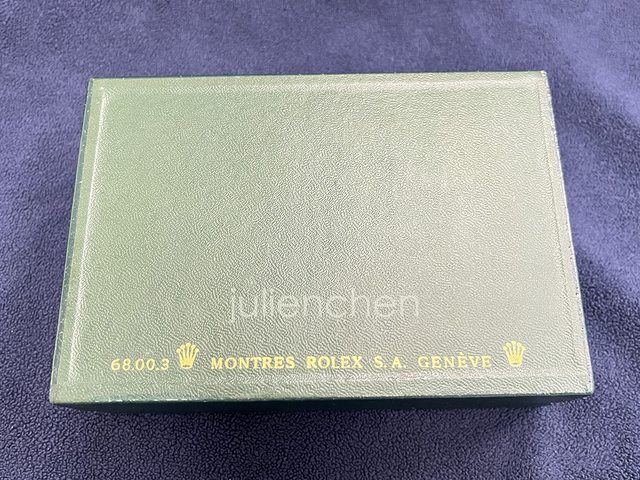 julienchen
68.00.3 MONTRES ROLEX S.A. GENÈVE